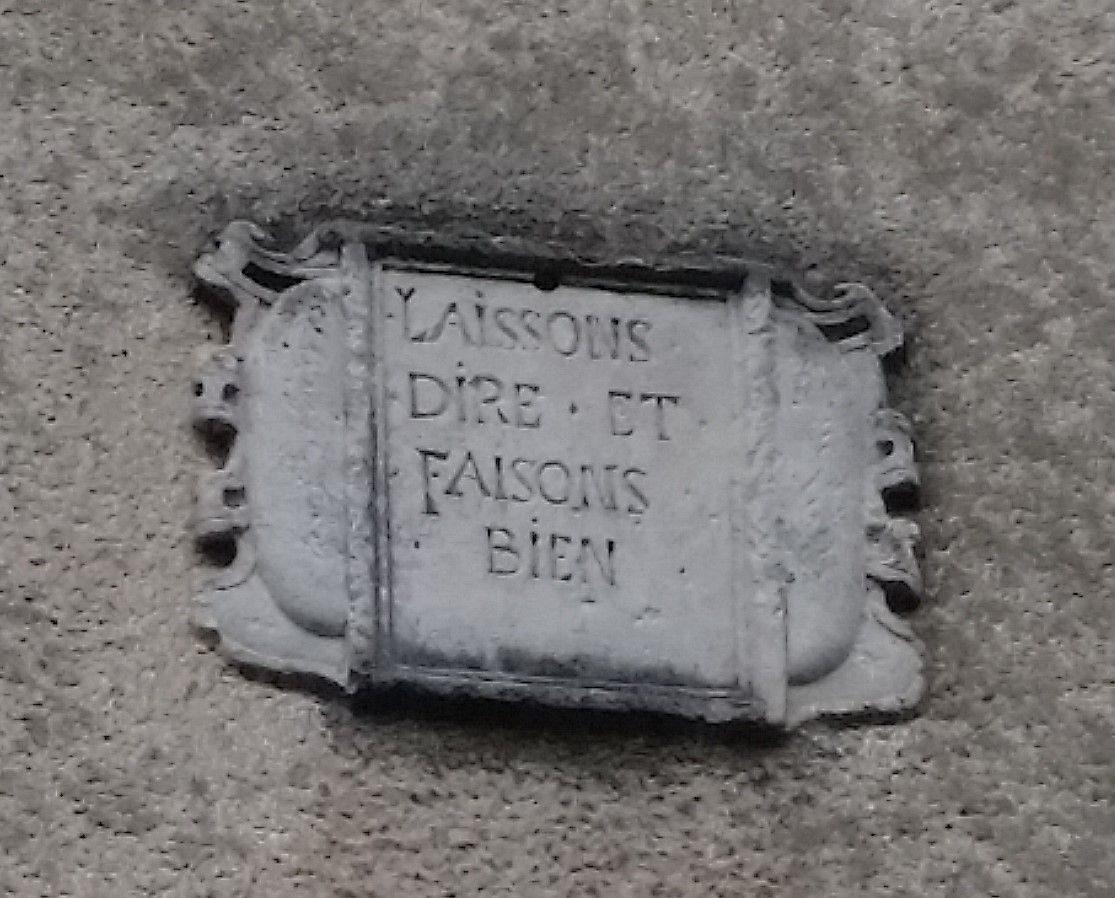 LAiSSONS
DiRE · ET
FAISONS
BiEN